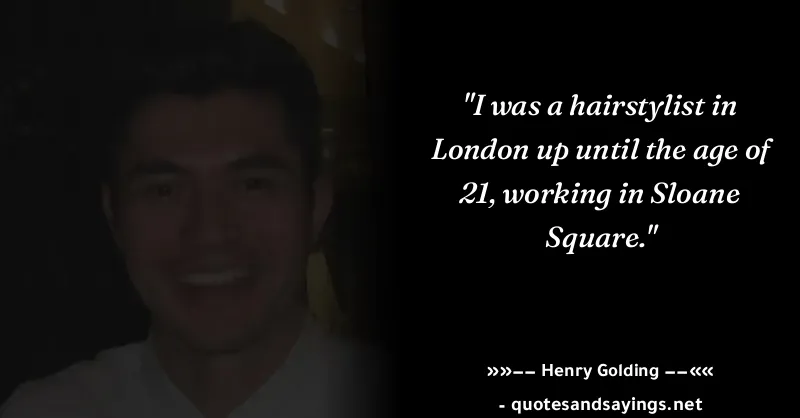 "I was a hairstylist in
London up until the age of
21, working in Sloane
Square."
»»−− Henry Golding −−««
- quotesandsayings.net